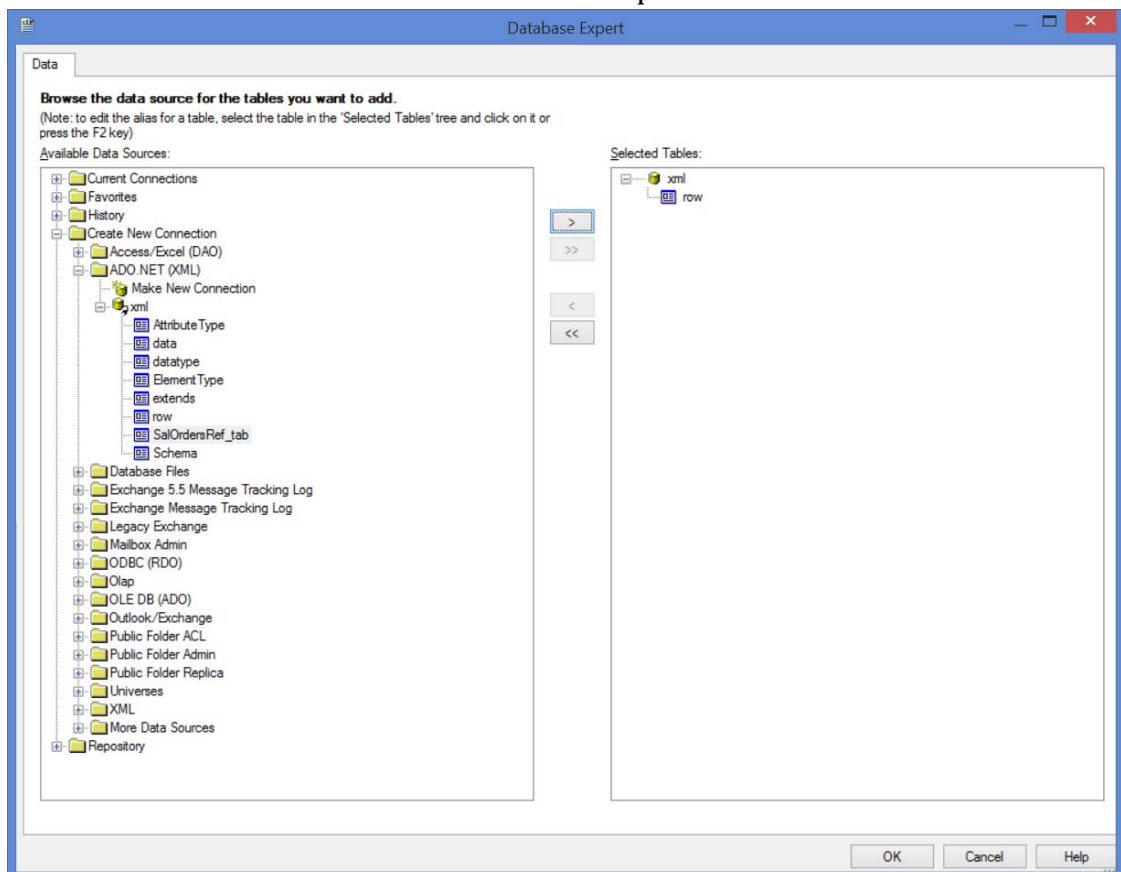 Database Expert
Data
Browse the data source for the tables you want to add.
(Note: to edit the alias for a table, select the table in the 'Selected Tables' tree and click on it or
press the F2 key)
Available Data Sources:
Current Connections
Favorites
History
Create New Connection
Access/Excel (DAO)
ADO.NET (XML)
Make New Connection
xml
AttributeType
data
datatype
ElementType
extends
row
SalOrdersRef_tab
Schema
Database Files
Exchange 5.5 Message Tracking Log
Exchange Message Tracking Log
Legacy Exchange
Mailbox Admin
ODBC (RDO)
Olap
OLE DB (ADO)
Outlook/Exchange
Public Folder ACL
Public Folder Admin
Public Folder Replica
Universes
XML
More Data Sources
Repository
>
>>
<
<<
Selected Tables:
xml
row
OK Cancel Help